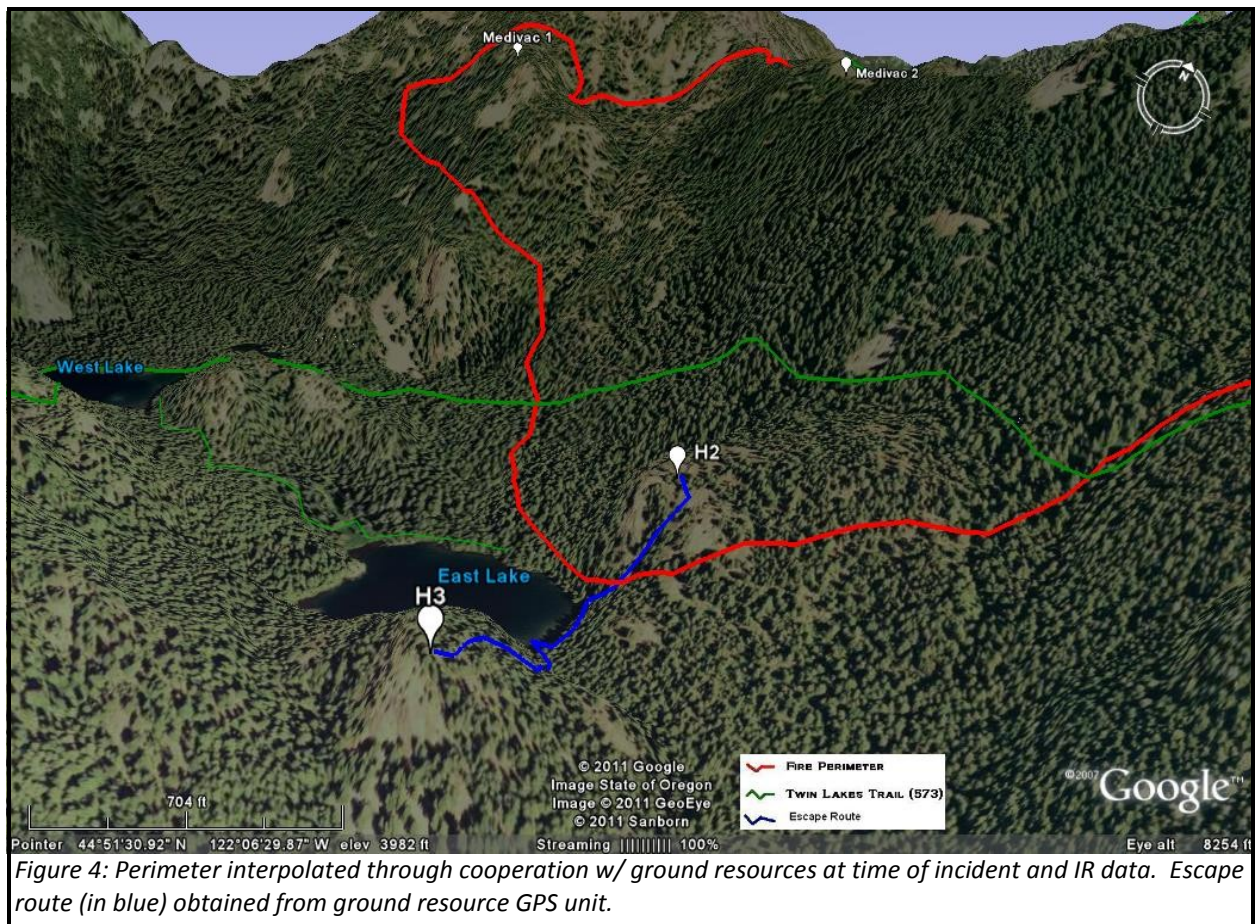 Medivac 1
Medivac 2
N
West Lake
H2
East Lake
H3
© 2011 Google
Image State of Oregon
Image © 2011 GeoEye
© 2011 Sanborn
FIRE PERIMETER
TWIN LAKES TRAIL (573)
Escape Route
©2007 Google™
704 ft
Pointer 44°51'30.92" N 122°06'29.87" W elev 3982 ft Streaming ||||||||| 100% Eye alt 8254 ft
Figure 4: Perimeter interpolated through cooperation w/ ground resources at time of incident and IR data. Escape
route (in blue) obtained from ground resource GPS unit.